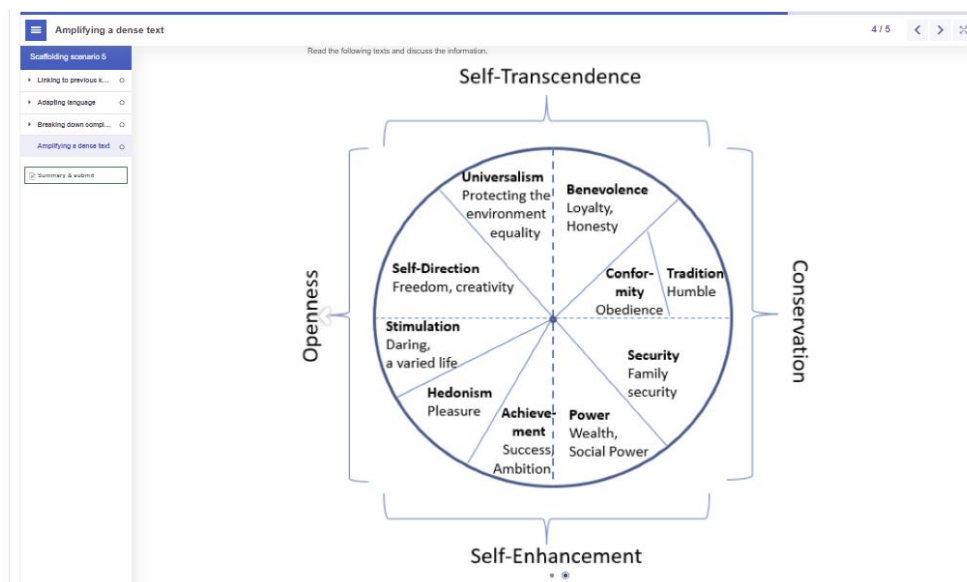 Amplifying a dense text
4 / 5
Scaffolding scenario 5
Linking to previous k...
Adapting language
Breaking down compl...
Amplifying a dense text
Summary & submit
Read the following texts and discuss the information.
Self-Transcendence
Universalism
Protecting the
environment
equality
Benevolence
Loyalty,
Honesty
Self-Direction
Freedom, creativity
Confor-
mity
Obedience
Tradition
Humble
Openness
Conservation
Stimulation
Daring,
a varied life
Security
Family
security
Hedonism
Pleasure
Achieve-
ment
Success,
Ambition
Power
Wealth,
Social Power
Self-Enhancement